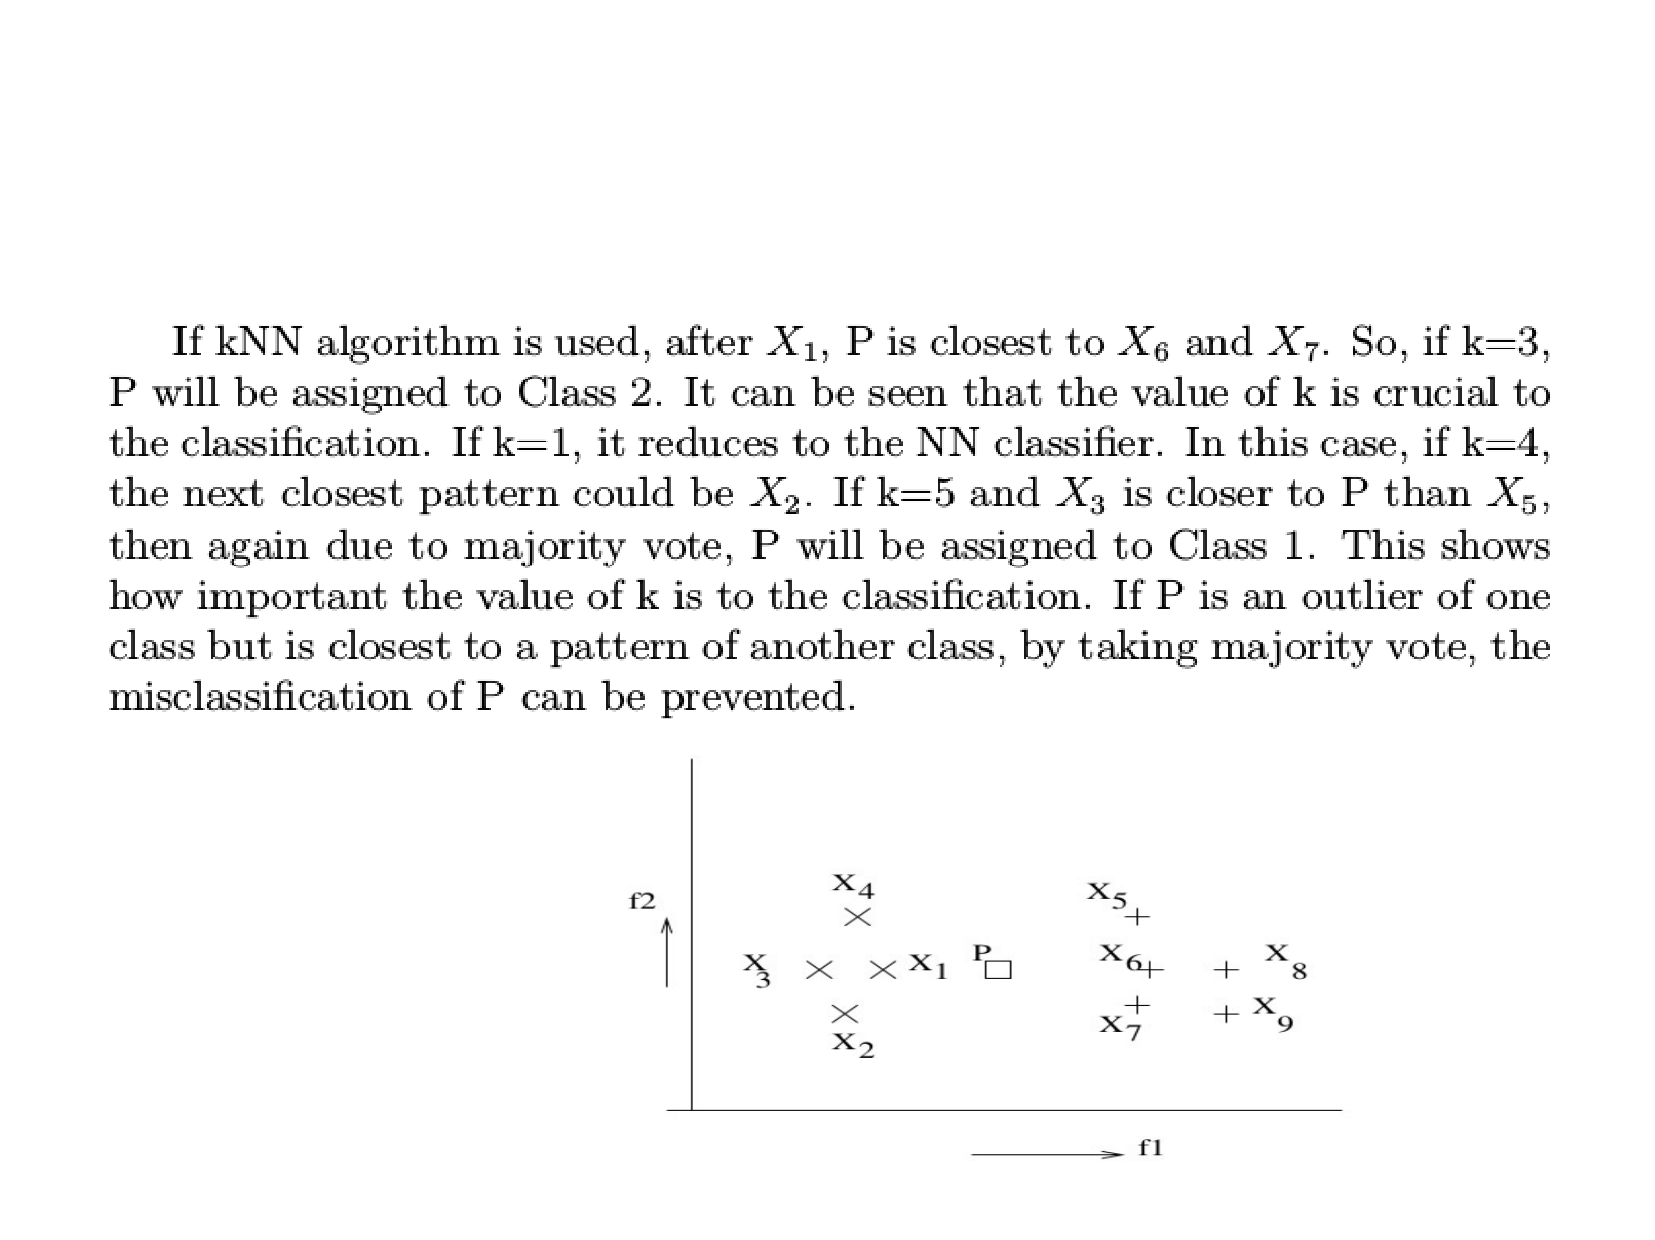 If kNN algorithm is used, after X₁, P is closest to X₆ and X₇. So, if k=3,
P will be assigned to Class 2. It can be seen that the value of k is crucial to
the classification. If k=1, it reduces to the NN classifier. In this case, if k=4,
the next closest pattern could be X₂. If k=5 and X₃ is closer to P than X₅,
then again due to majority vote, P will be assigned to Class 1. This shows
how important the value of k is to the classification. If P is an outlier of one
class but is closest to a pattern of another class, by taking majority vote, the
misclassification of P can be prevented.
X₄
X₅
f2
P
X₃
X₁
X₆
X₈
X₇
X₉
X₂
f1